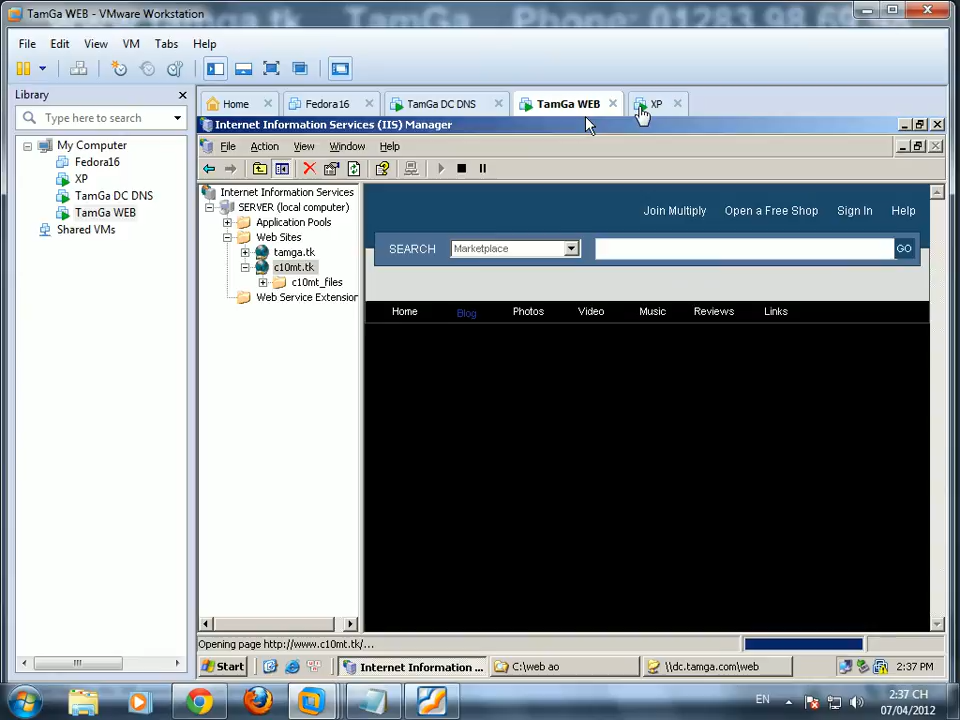 TamGa WEB - VMware Workstation
File Edit View VM Tabs Help
Library
Type here to search
My Computer
Fedora16
XP
TamGa DC DNS
TamGa WEB
Shared VMs
Home Fedora16 TamGa DC DNS TamGa WEB XP
Internet Information Services (IIS) Manager
File Action View Window Help
Internet Information Services
SERVER (local computer)
Application Pools
Web Sites
tamga.tk
c10mt.tk
c10mt_files
Web Service Extension
Join Multiply Open a Free Shop Sign In Help
SEARCH Marketplace GO
Home Blog Photos Video Music Reviews Links
Opening page http://www.c10mt.tk/...
Start Internet Information ... C:\web ao \\dc.tamga.com\web 2:37 PM
EN 2:37 CH
07/04/2012